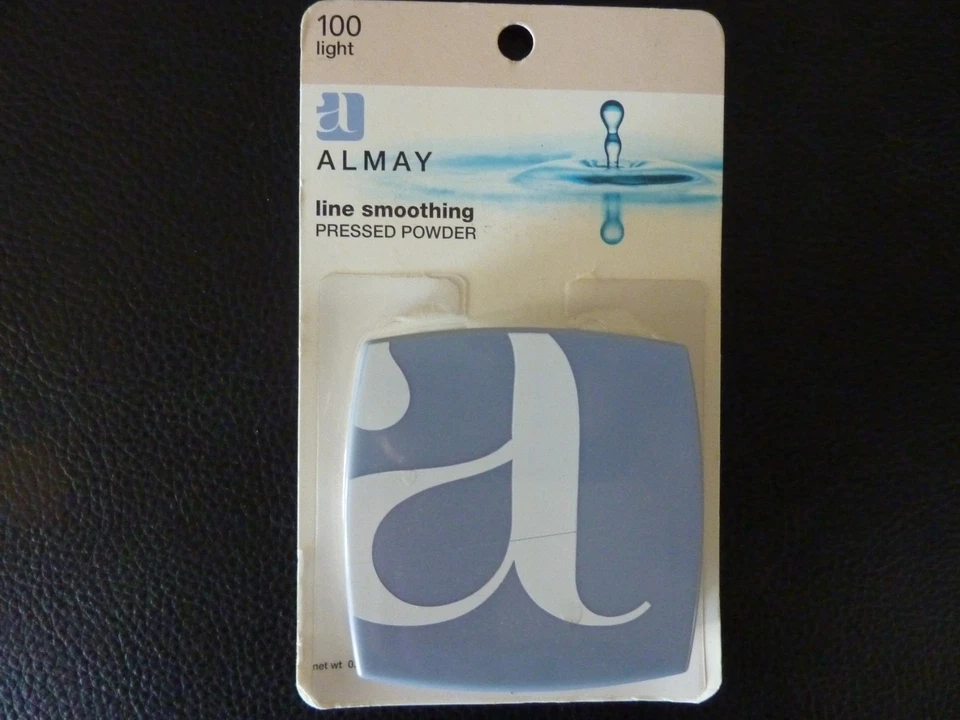 100
light
a
ALMAY
line smoothing
PRESSED POWDER
a
net wt